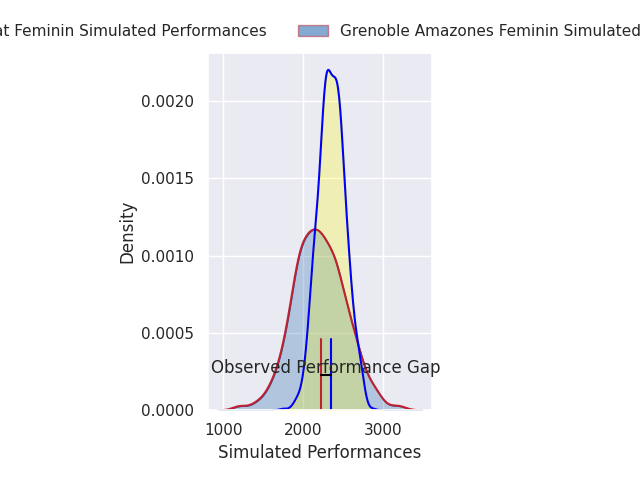 at Feminin Simulated Performances
Grenoble Amazones Feminin Simulated
0.0020
0.0015
0.0010
0.0005
0.0000
Density
Observed Performance Gap
1000 2000 3000
Simulated Performances